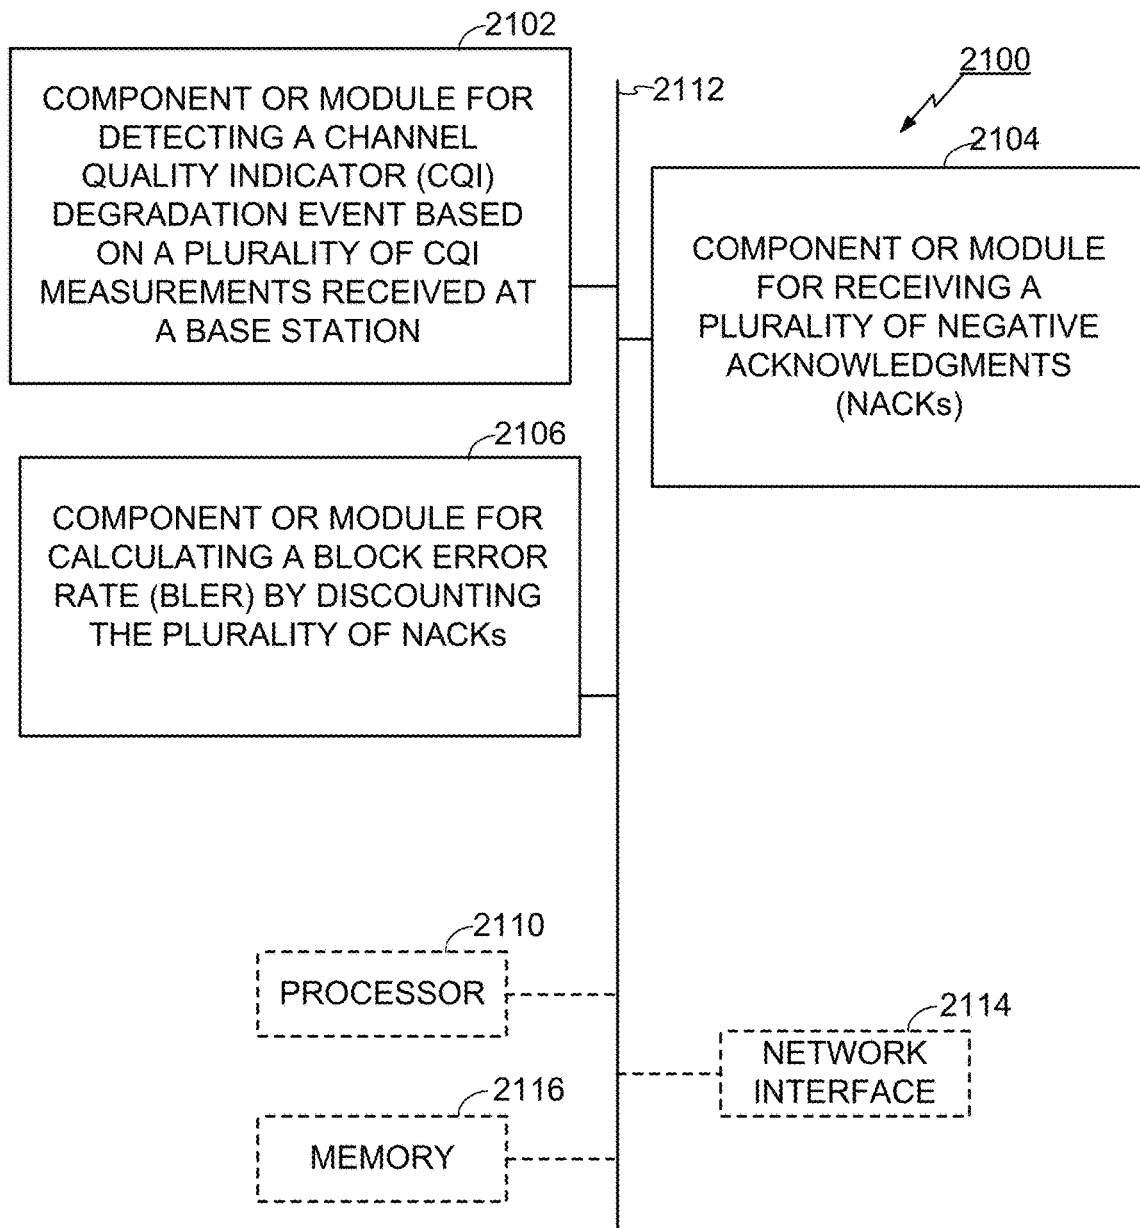 2102
COMPONENT OR MODULE FOR
DETECTING A CHANNEL
QUALITY INDICATOR (CQI)
DEGRADATION EVENT BASED
ON A PLURALITY OF CQI
MEASUREMENTS RECEIVED AT
A BASE STATION
2112
2100
2104
COMPONENT OR MODULE
FOR RECEIVING A
PLURALITY OF NEGATIVE
ACKNOWLEDGMENTS
(NACKs)
2106
COMPONENT OR MODULE FOR
CALCULATING A BLOCK ERROR
RATE (BLER) BY DISCOUNTING
THE PLURALITY OF NACKs
2110
PROCESSOR
2114
NETWORK
INTERFACE
2116
MEMORY